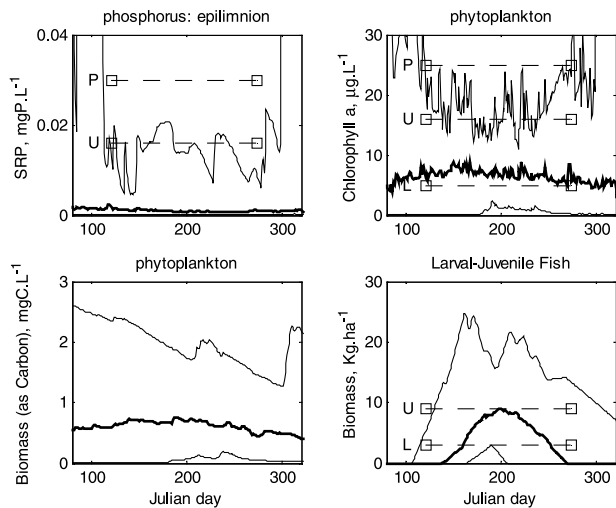 phosphorus: epilimnion
SRP, mgP.L-1
0.04
0.02
0
P
U
100
200
300
phytoplankton
Chlorophyll a, µg.L-1
30
20
10
0
P
U
L
100
200
300
phytoplankton
Biomass (as Carbon), mgC.L-1
3
2
1
0
100
200
300
Julian day
Larval-Juvenile Fish
Biomass, Kg.ha-1
30
20
10
0
U
L
100
200
300
Julian day